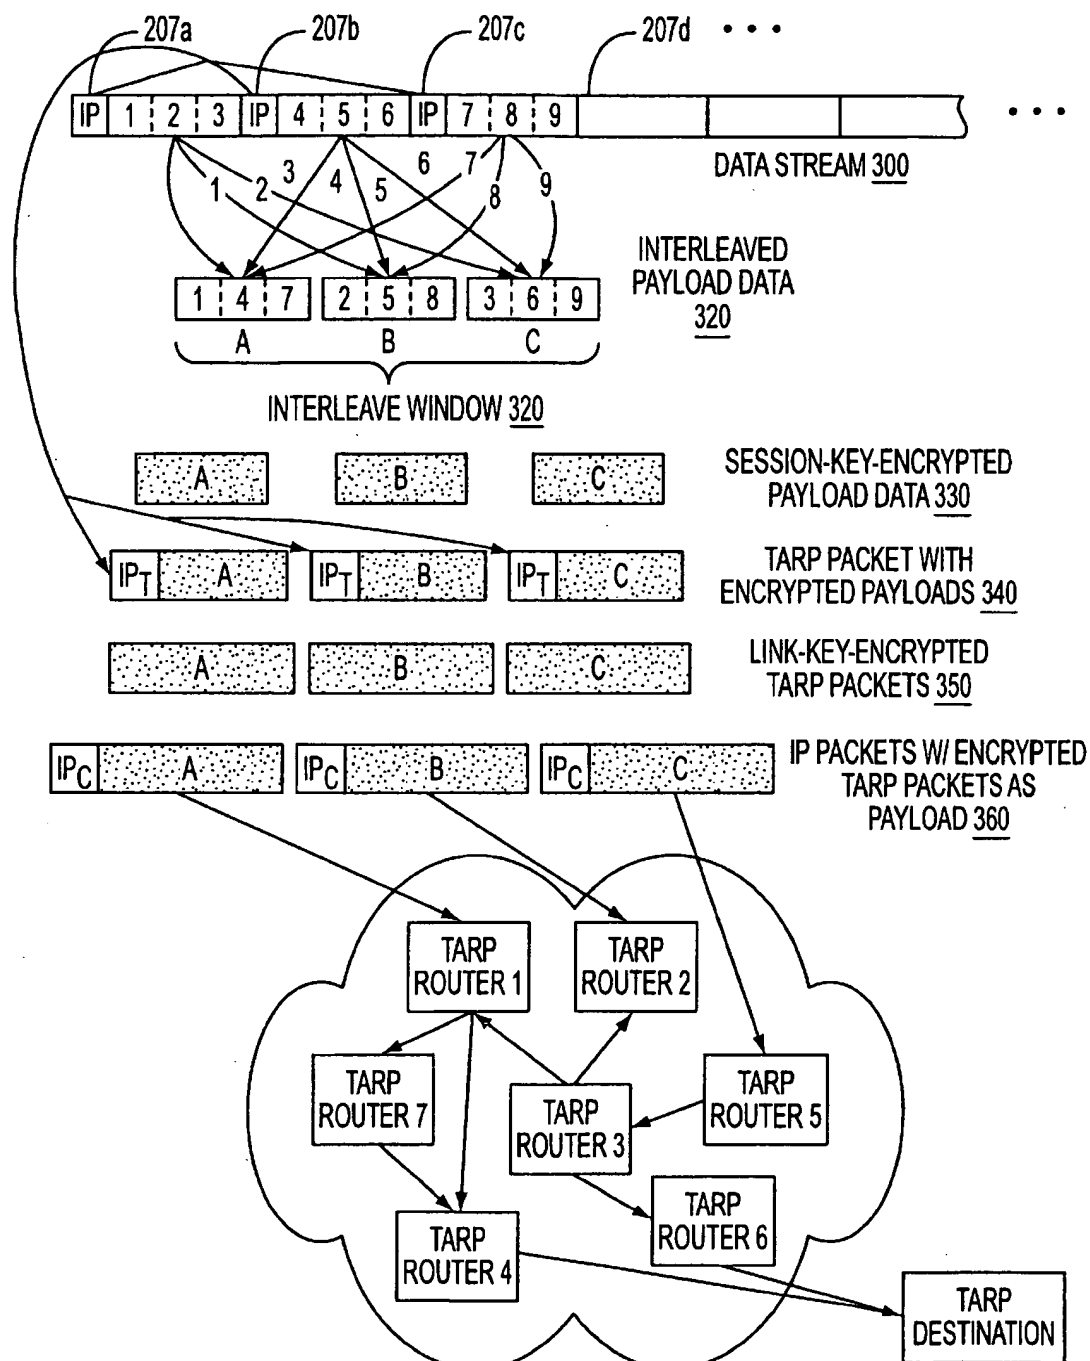 207a 207b 207c 207d • • •
IP 1 2 3 IP 4 5 6 IP 7 8 9 • • •
DATA STREAM 300
1 2 3 4 5 6 7 8 9
INTERLEAVED
PAYLOAD DATA
320
1 4 7 2 5 8 3 6 9
A B C
INTERLEAVE WINDOW 320
A B C
SESSION-KEY-ENCRYPTED
PAYLOAD DATA 330
IPT A IPT B IPT C
TARP PACKET WITH
ENCRYPTED PAYLOADS 340
A B C
LINK-KEY-ENCRYPTED
TARP PACKETS 350
IPC A IPC B IPC C
IP PACKETS W/ ENCRYPTED
TARP PACKETS AS
PAYLOAD 360
TARP
ROUTER 1
TARP
ROUTER 2
TARP
ROUTER 7
TARP
ROUTER 3
TARP
ROUTER 5
TARP
ROUTER 4
TARP
ROUTER 6
TARP
DESTINATION